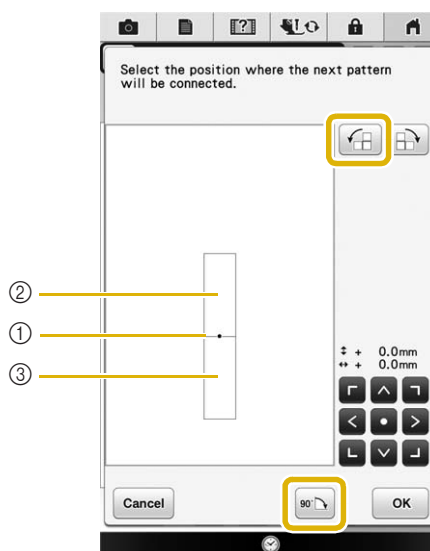 [?]
Select the position where the next pattern
will be connected.
②
①
③
+ 0.0mm
+ 0.0mm
Cancel
90°
OK